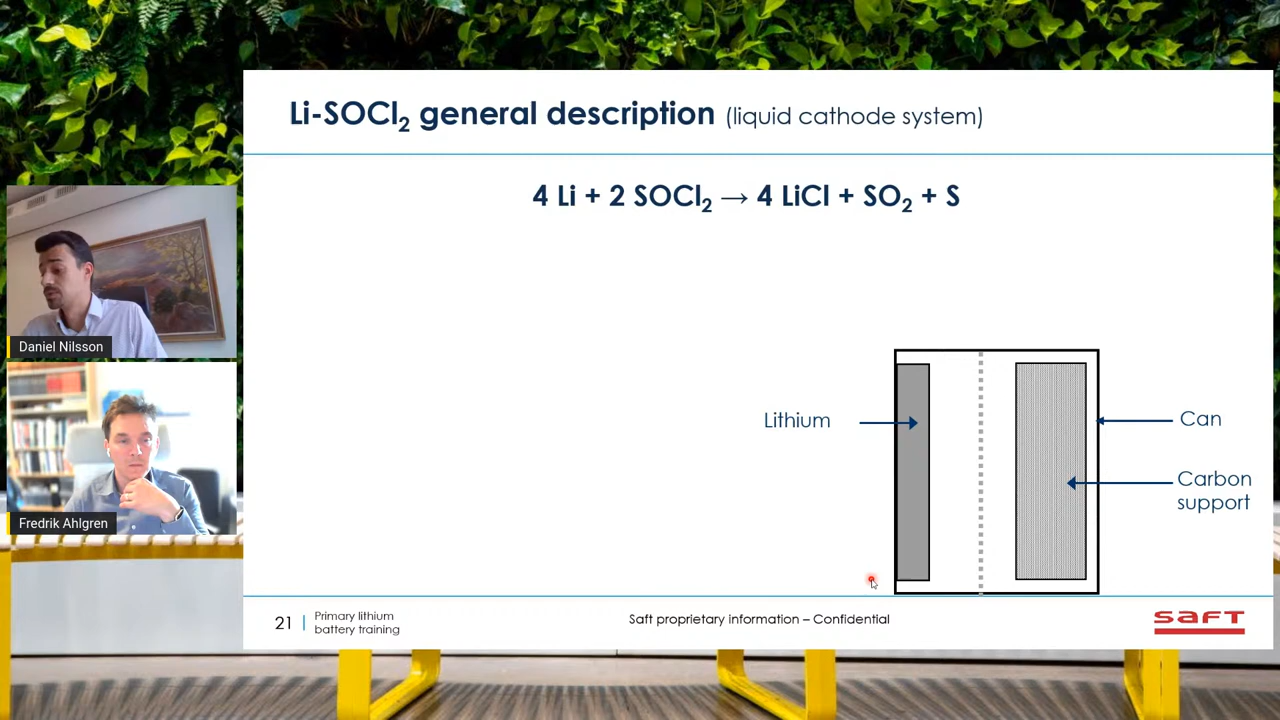 Li-SOCl₂ general description (liquid cathode system)
4 Li + 2 SOCl₂ → 4 LiCl + SO₂ + S
Daniel Nilsson
Fredrik Ahlgren
Lithium
Can
Carbon
support
21
Primary lithium
battery training
Saft proprietary information – Confidential
saft